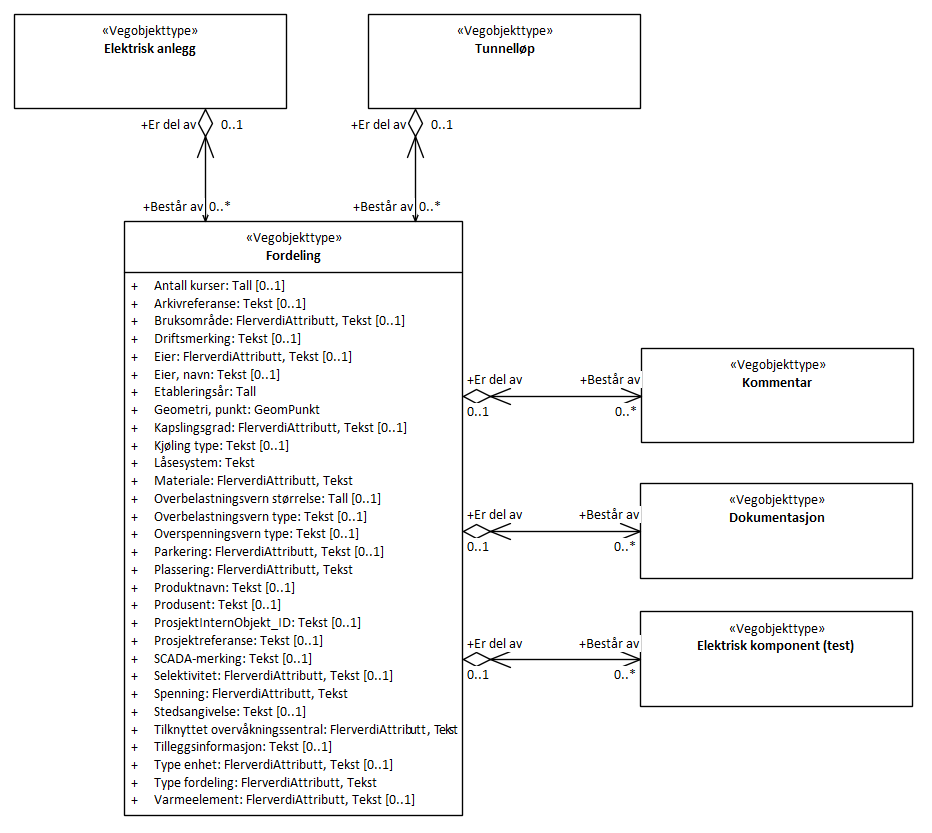 «Vegobjekttype»
Elektrisk anlegg
«Vegobjekttype»
Tunnelløp
+Er del av
0..1
+Er del av
0..1
+Består av
0..*
+Består av
0..*
«Vegobjekttype»
Fordeling
+ Antall kurser: Tall [0..1]
+ Arkivreferanse: Tekst [0..1]
+ Bruksområde: FlerverdiAttributt, Tekst [0..1]
+ Driftsmerking: Tekst [0..1]
+ Eier: FlerverdiAttributt, Tekst [0..1]
+ Eier, navn: Tekst [0..1]
+ Etableringsår: Tall
+ Geometri, punkt: GeomPunkt
+ Kapslingsgrad: FlerverdiAttributt, Tekst [0..1]
+ Kjøling type: Tekst [0..1]
+ Låsesystem: Tekst
+ Materiale: FlerverdiAttributt, Tekst
+ Overbelastningsvern størrelse: Tall [0..1]
+ Overbelastningsvern type: Tekst [0..1]
+ Overspenningsvern type: Tekst [0..1]
+ Parkering: FlerverdiAttributt, Tekst [0..1]
+ Plassering: FlerverdiAttributt, Tekst
+ Produktnavn: Tekst [0..1]
+ Produsent: Tekst [0..1]
+ ProsjektInternObjekt_ID: Tekst [0..1]
+ Prosjektreferanse: Tekst [0..1]
+ SCADA-merking: Tekst [0..1]
+ Selektivitet: FlerverdiAttributt, Tekst [0..1]
+ Spenning: FlerverdiAttributt, Tekst
+ Stedsangivelse: Tekst [0..1]
+ Tilknyttet overvåkningssentral: FlerverdiAttributt, Tekst
+ Tilleggsinformasjon: Tekst [0..1]
+ Type enhet: FlerverdiAttributt, Tekst [0..1]
+ Type fordeling: FlerverdiAttributt, Tekst
+ Varmeelement: FlerverdiAttributt, Tekst [0..1]
+Er del av
0..1
+Består av
0..*
«Vegobjekttype»
Kommentar
+Er del av
0..1
+Består av
0..*
«Vegobjekttype»
Dokumentasjon
+Er del av
0..1
+Består av
0..*
«Vegobjekttype»
Elektrisk komponent (test)